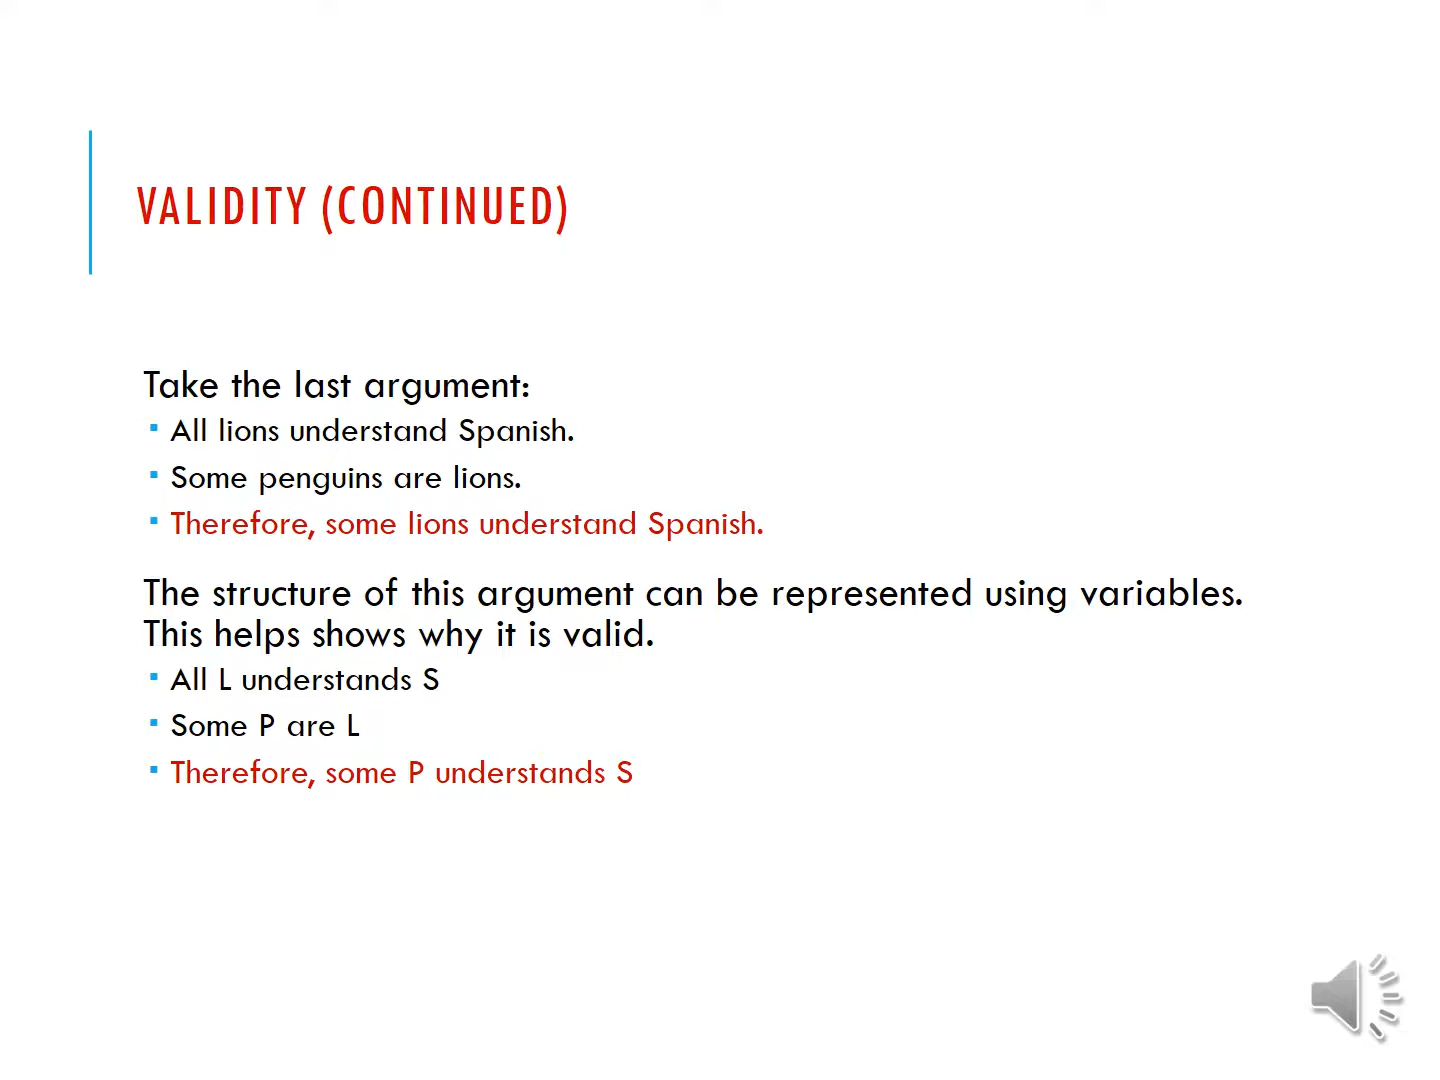 VALIDITY (CONTINUED)
Take the last argument:
▪ All lions understand Spanish.
▪ Some penguins are lions.
▪ Therefore, some lions understand Spanish.
The structure of this argument can be represented using variables.
This helps shows why it is valid.
▪ All L understands S
▪ Some P are L
▪ Therefore, some P understands S